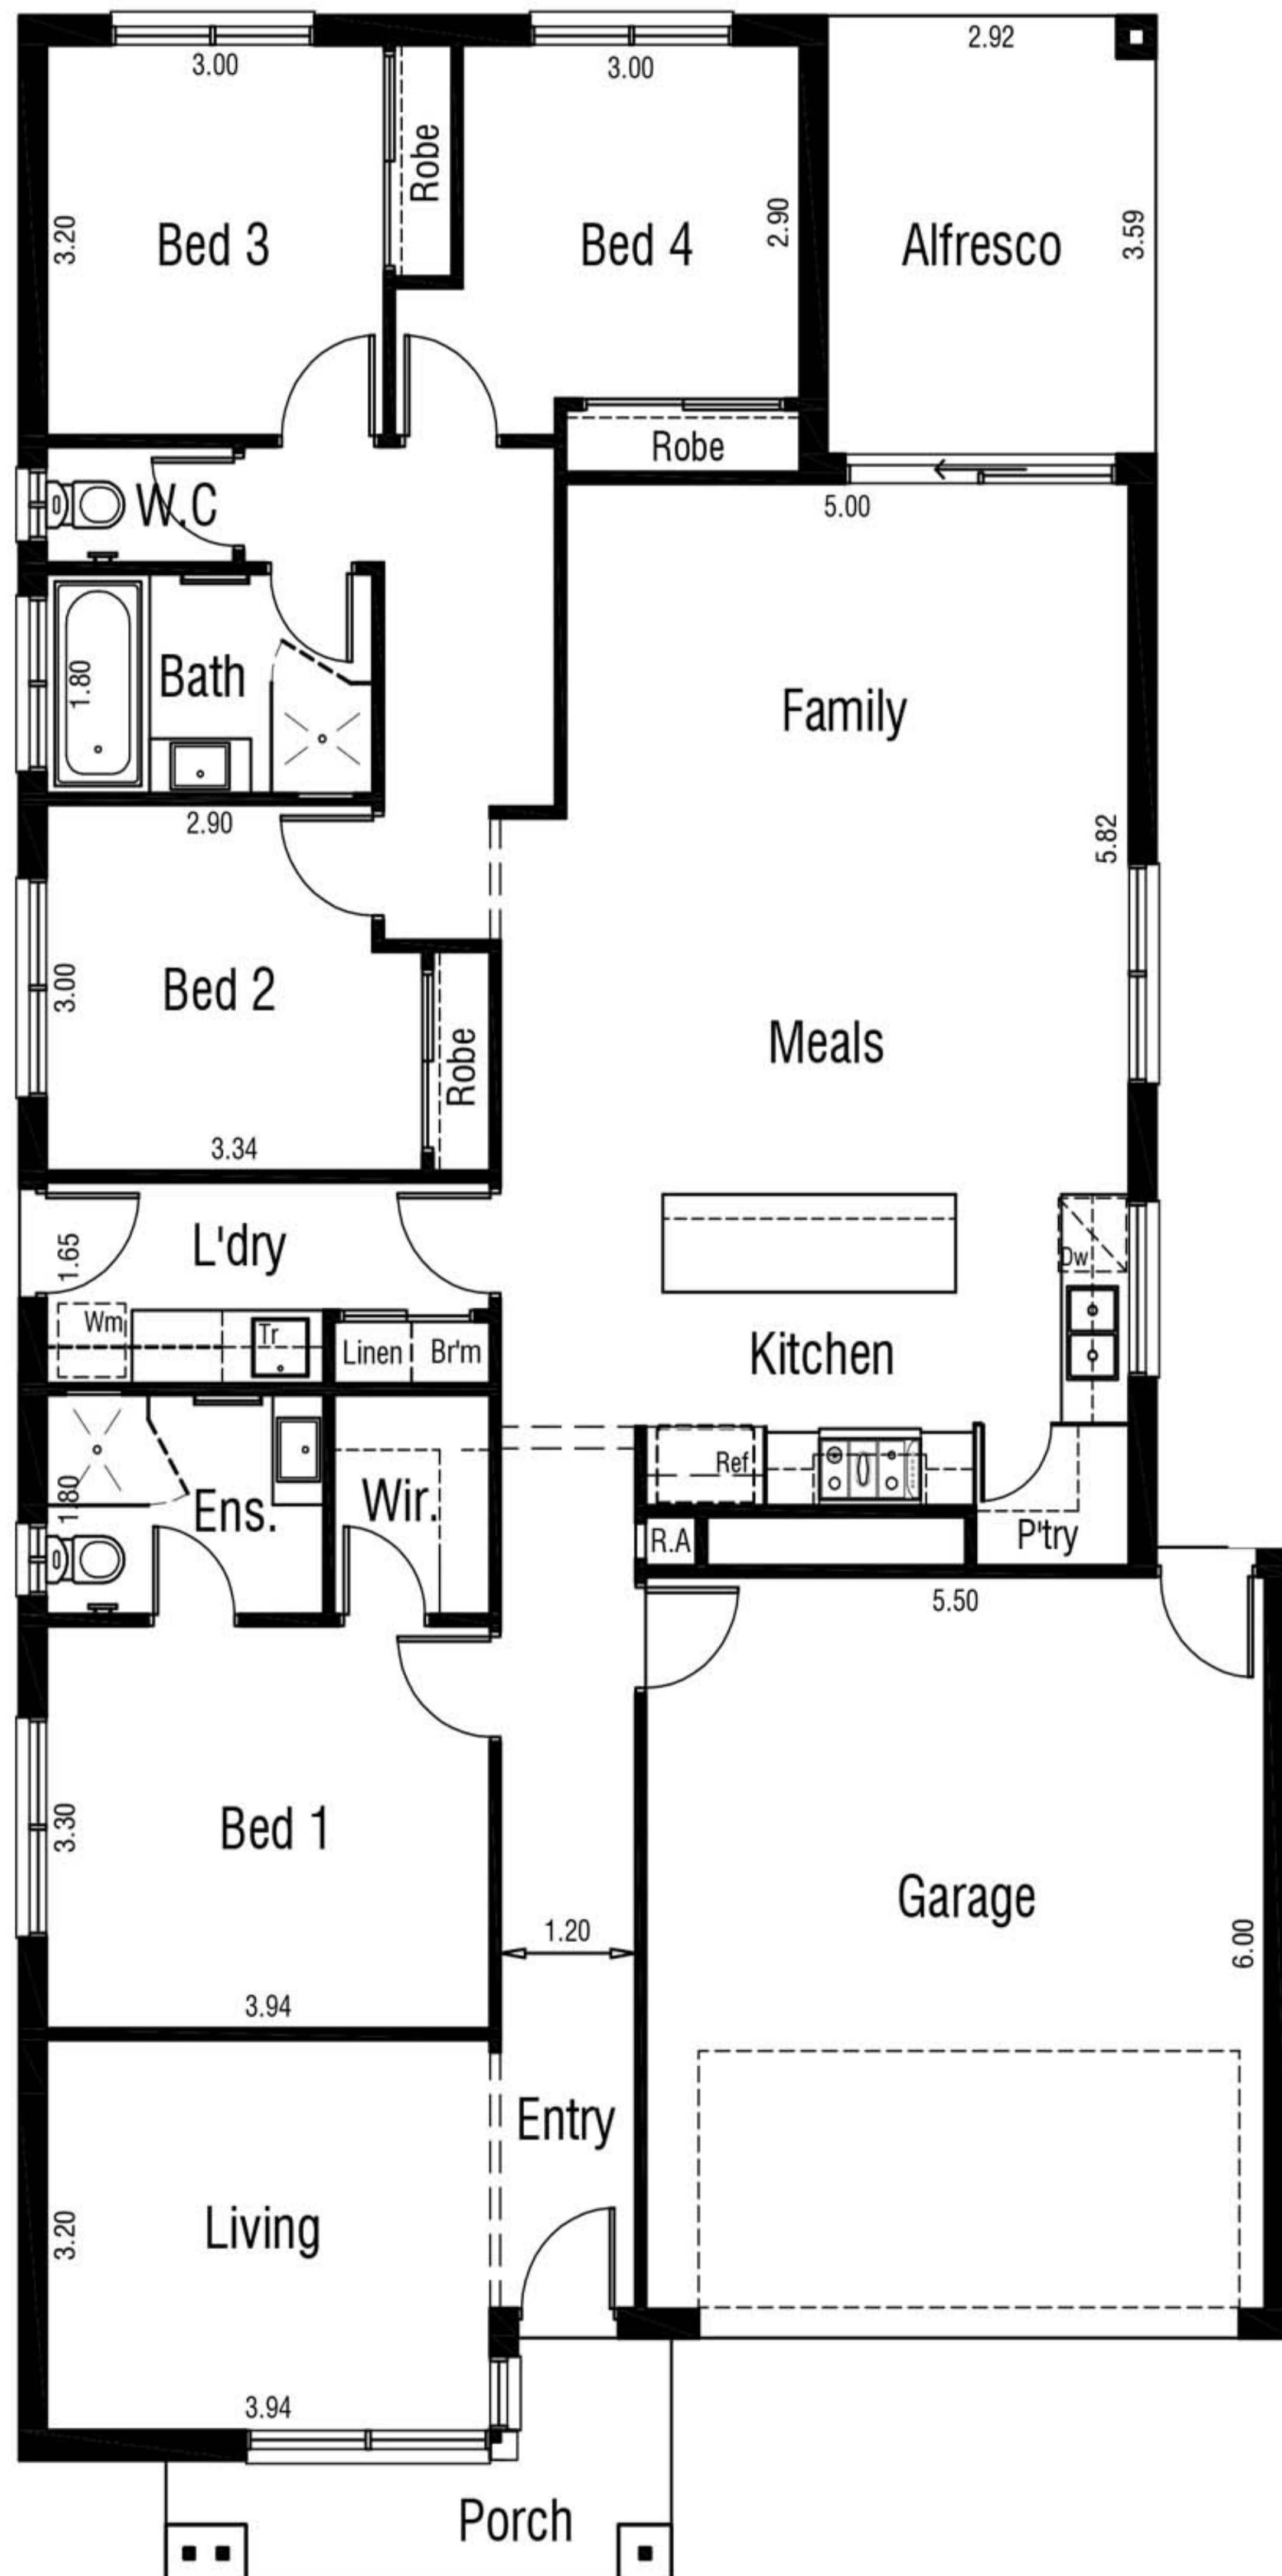 2.92
3.00
3.00
Robe
3.20
Bed 3
Bed 4
2.90
Alfresco
3.59
Robe
5.00
W.C
1.80
Bath
Family
2.90
5.82
3.00
Bed 2
Robe
Meals
3.34
1.65
L'dry
Dw
Wm
Tr
Linen
Br'm
Kitchen
Ref
1.80
Ens.
Wir.
R.A
P'try
5.50
3.30
Bed 1
Garage
1.20
6.00
3.94
Entry
3.20
Living
3.94
Porch